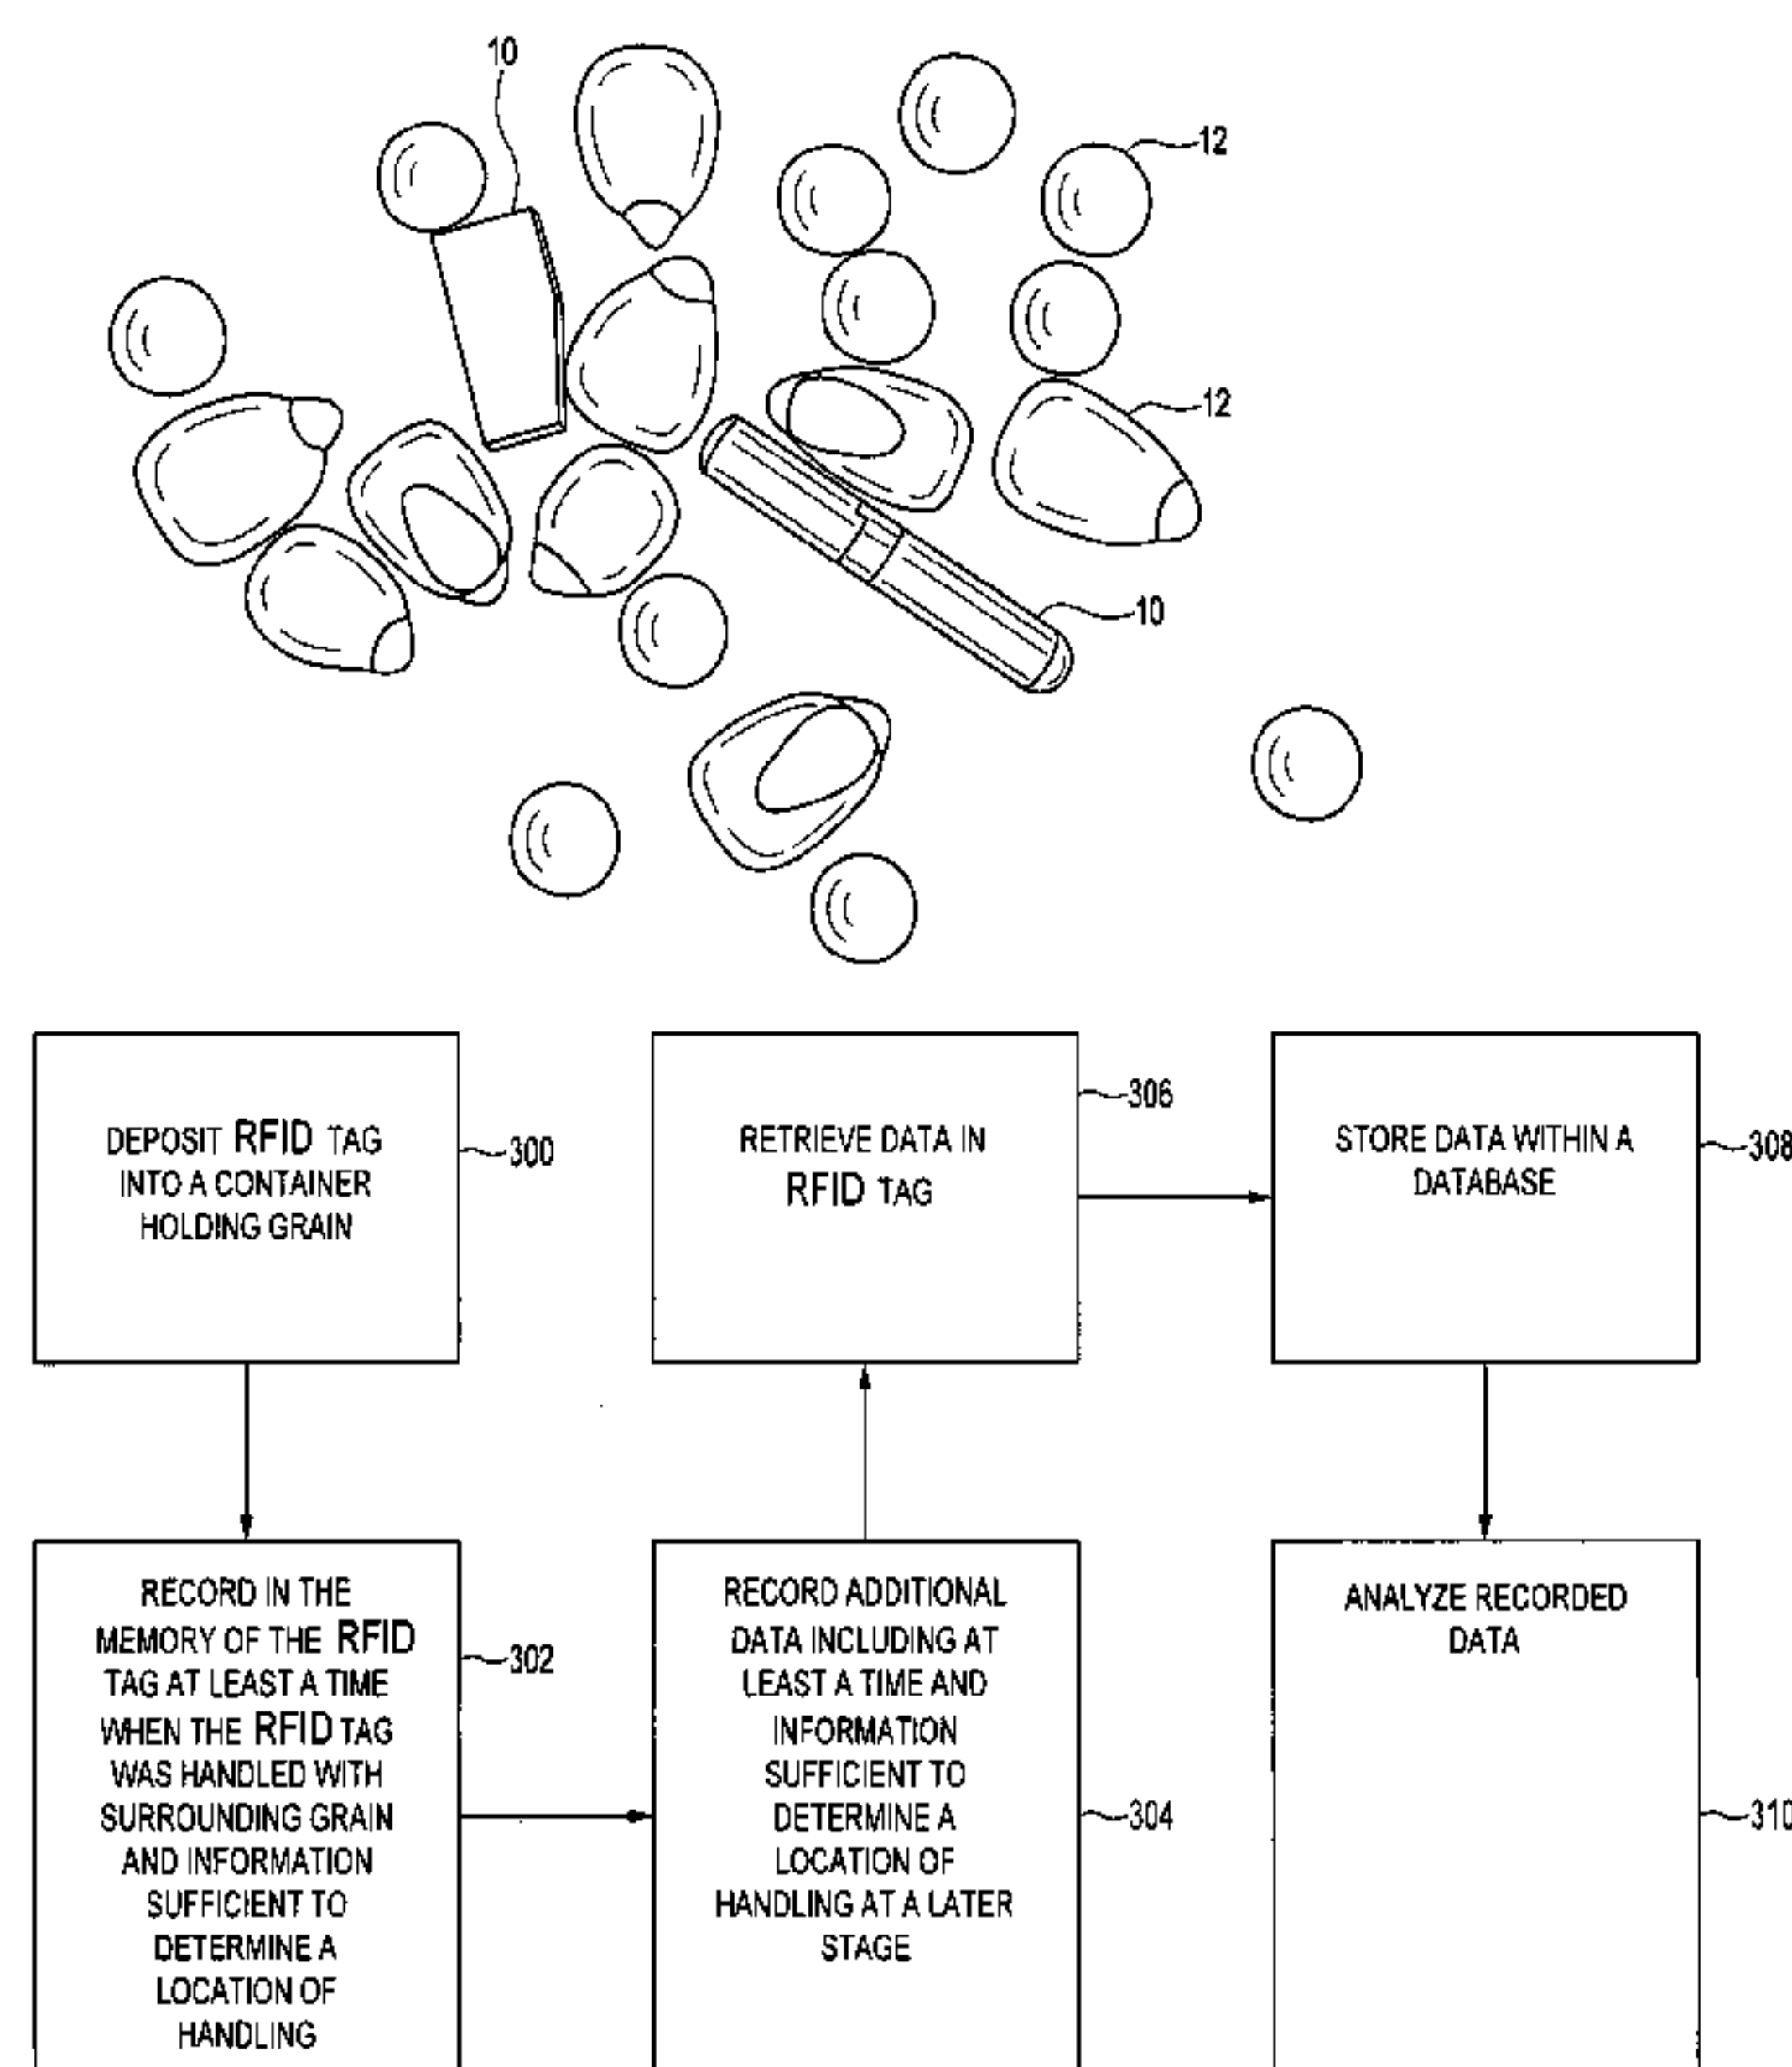 10
12
12
10
DEPOSIT RFID TAG
INTO A CONTAINER
HOLDING GRAIN
300
RETRIEVE DATA IN
RFID TAG
306
STORE DATA WITHIN A
DATABASE
308
RECORD IN THE
MEMORY OF THE RFID
TAG AT LEAST A TIME
WHEN THE RFID TAG
WAS HANDLED WITH
SURROUNDING GRAIN
AND INFORMATION
SUFFICIENT TO
DETERMINE A
LOCATION OF
HANDLING
302
RECORD ADDITIONAL
DATA INCLUDING AT
LEAST A TIME AND
INFORMATION
SUFFICIENT TO
DETERMINE A
LOCATION OF
HANDLING AT A LATER
STAGE
304
ANALYZE RECORDED
DATA
310